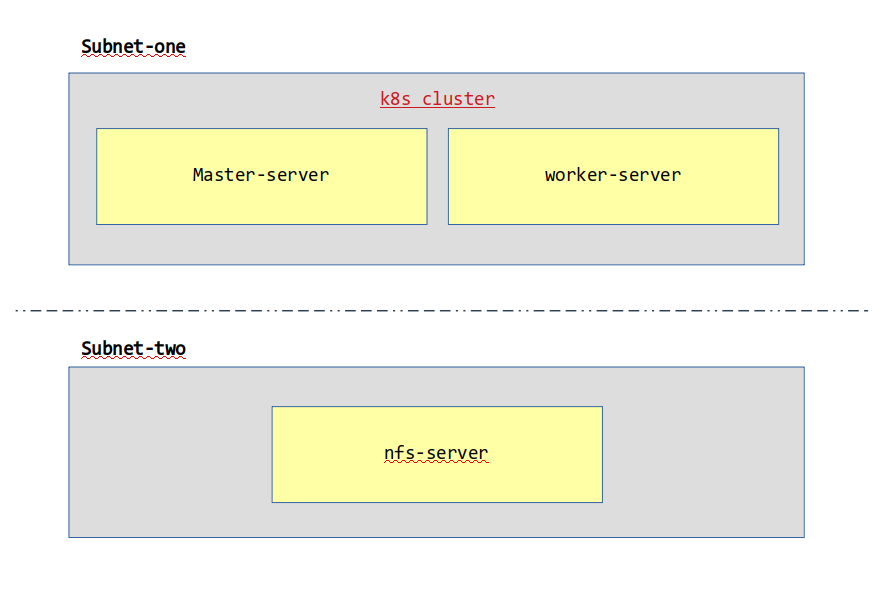 Subnet-one
k8s cluster
Master-server
worker-server
Subnet-two
nfs-server